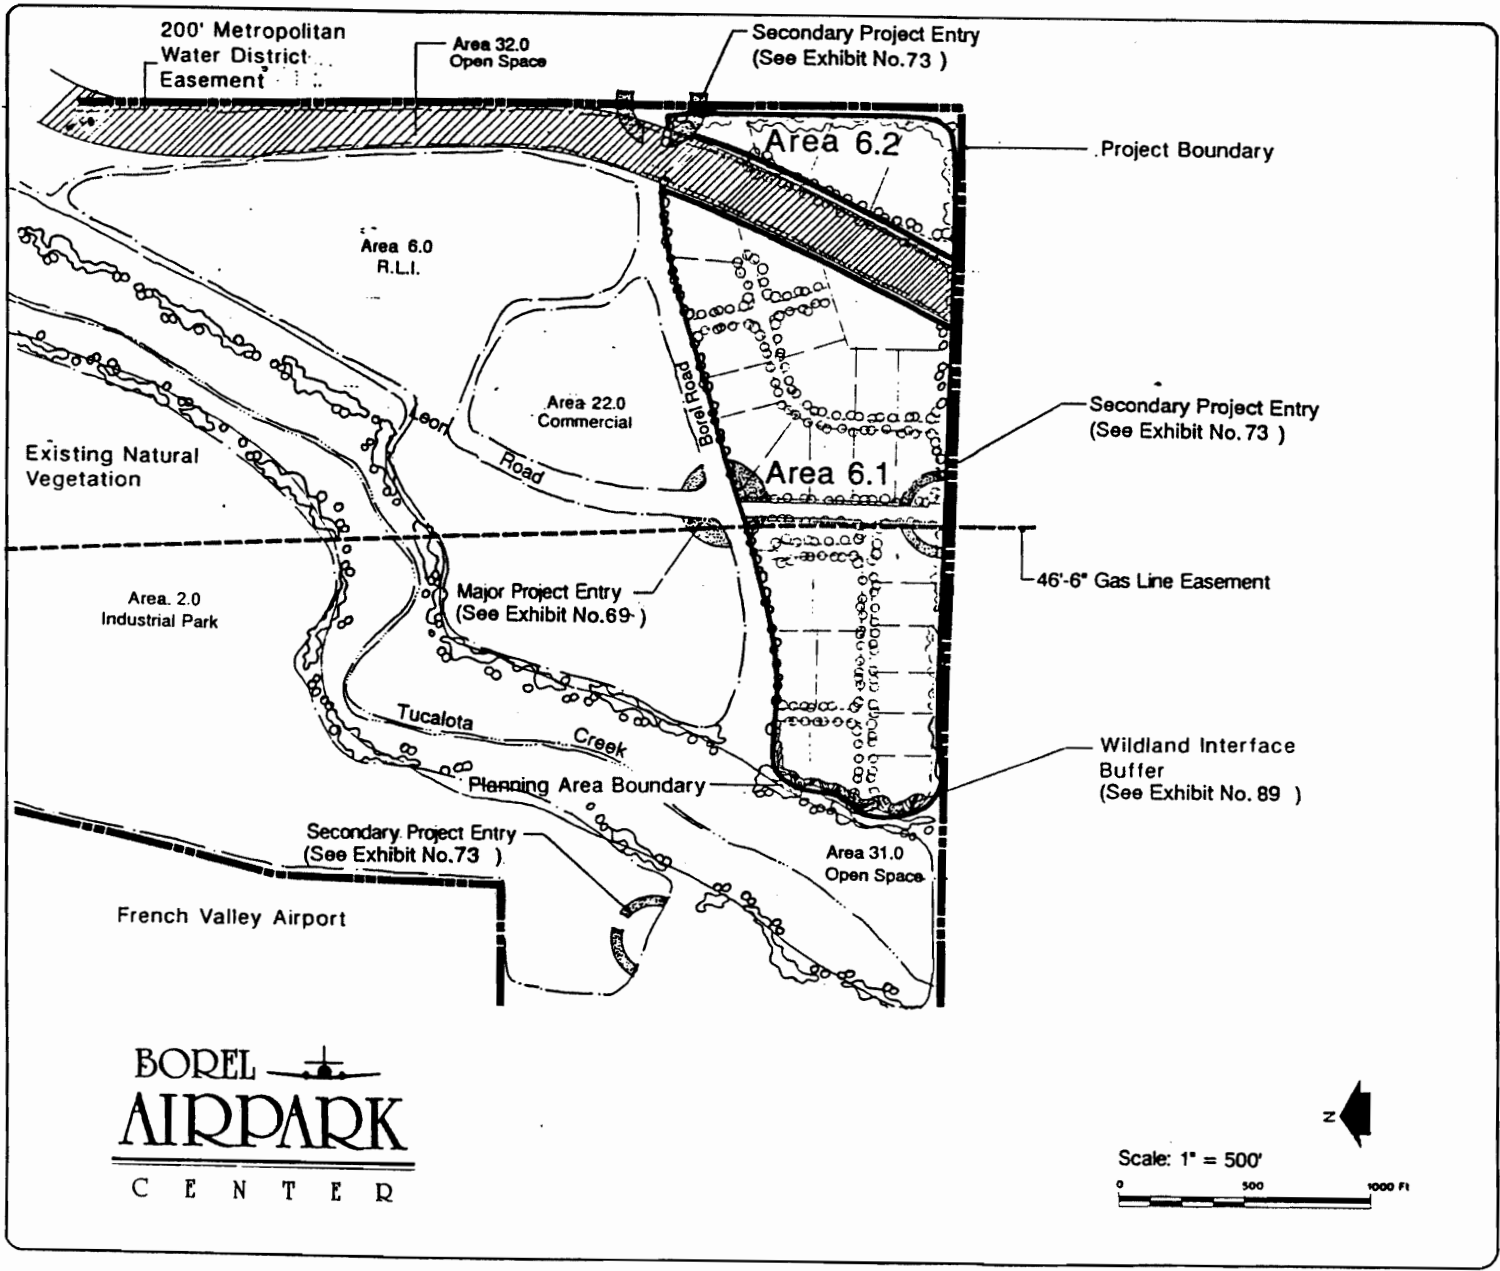 200' Metropolitan
Water District
Easement
Area 32.0
Open Space
Secondary Project Entry
(See Exhibit No.73 )
Area 6.2
Project Boundary
Area 6.0
R.L.I.
Area 22.0
Commercial
Borel Road
Leon
Road
Secondary Project Entry
(See Exhibit No. 73 )
Existing Natural
Vegetation
Area 6.1
46'-6" Gas Line Easement
Area 2.0
Industrial Park
Major Project Entry
(See Exhibit No.69 )
Tucalota
Creek
Wildland Interface
Buffer
(See Exhibit No. 89 )
Planning Area Boundary
Secondary Project Entry
(See Exhibit No.73 )
Area 31.0
Open Space
French Valley Airport
BOREL
AIRPARK
CENTER
N
Scale: 1" = 500'
0 500 1000 Ft